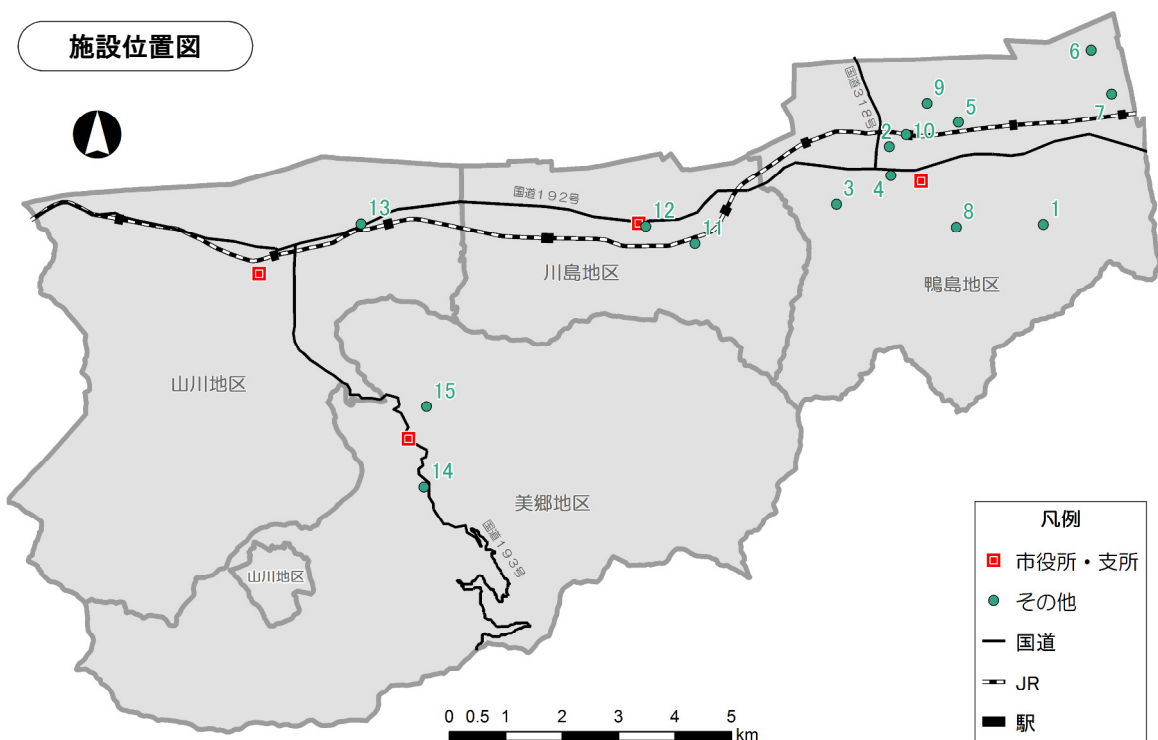 施設位置図
6
国道318号
9
5
7
2
10
3
4
8
1
国道192号
13
12
11
川島地区
鴨島地区
山川地区
15
14
美郷地区
国道193号
山川地区
凡例
市役所・支所
その他
国道
JR
駅
0 0.5 1 2 3 4 5
km